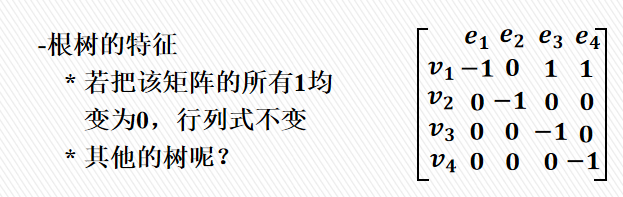 -根树的特征
* 若把该矩阵的所有1均
变为0，行列式不变
* 其他的树呢？
e1 e2 e3 e4
v1 −1 0 1 1
v2 0 −1 0 0
v3 0 0 −1 0
v4 0 0 0 −1